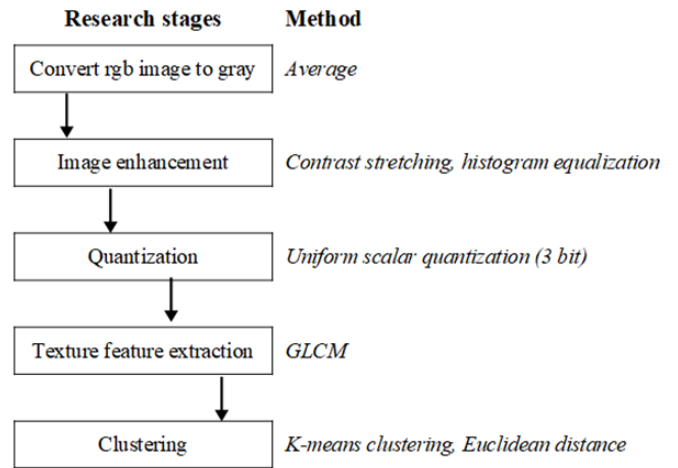 Research stages Method
Convert rgb image to gray Average
Image enhancement Contrast stretching, histogram equalization
Quantization Uniform scalar quantization (3 bit)
Texture feature extraction GLCM
Clustering K-means clustering, Euclidean distance